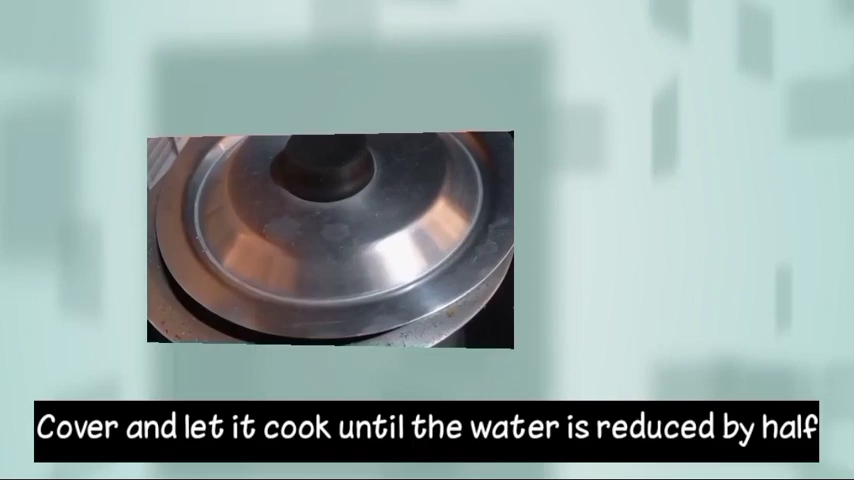 Cover and let it cook until the water is reduced by half